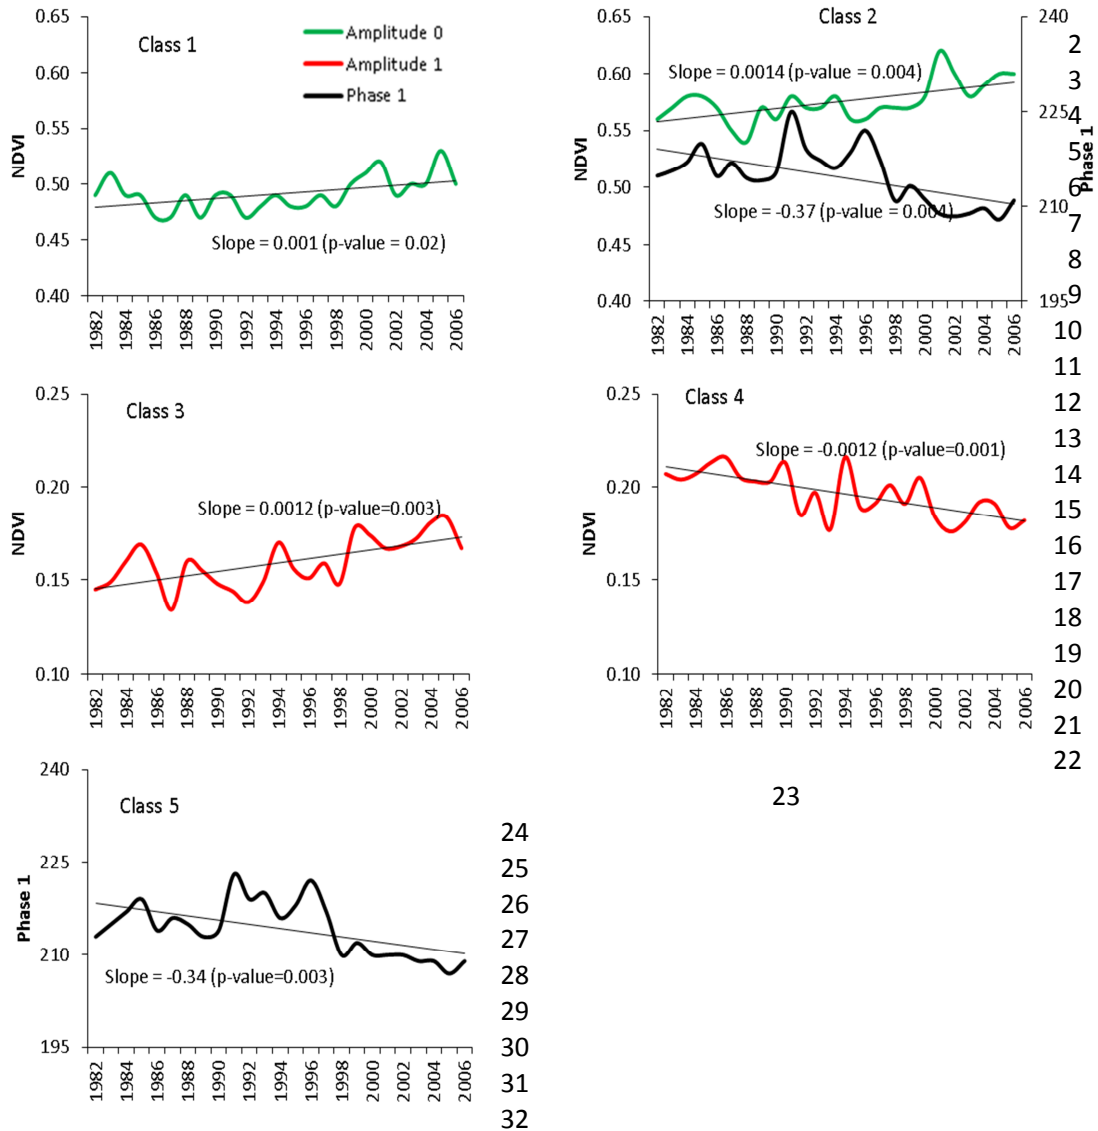 Class 1
Amplitude 0
Amplitude 1
Phase 1
0.65
0.60
0.55
0.50
0.45
0.40
NDVI
Slope = 0.001 (p-value = 0.02)
1982 1984 1986 1988 1990 1992 1994 1996 1998 2000 2002 2004 2006
Class 2
0.65
0.60
0.55
0.50
0.45
0.40
NDVI
Slope = 0.0014 (p-value = 0.004)
Slope = -0.37 (p-value = 0.004)
240
225
210
195
Phase 1
1982 1984 1986 1988 1990 1992 1994 1996 1998 2000 2002 2004 2006
2
3
4
5
6
7
8
9
10
11
12
13
14
15
16
17
18
19
20
21
22
Class 3
0.25
0.20
0.15
0.10
NDVI
Slope = 0.0012 (p-value=0.003)
1982 1984 1986 1988 1990 1992 1994 1996 1998 2000 2002 2004 2006
Class 4
0.25
0.20
0.15
0.10
NDVI
Slope = -0.0012 (p-value=0.001)
1982 1984 1986 1988 1990 1992 1994 1996 1998 2000 2002 2004 2006
23
Class 5
240
225
210
195
Phase 1
Slope = -0.34 (p-value=0.003)
1982 1984 1986 1988 1990 1992 1994 1996 1998 2000 2002 2004 2006
24
25
26
27
28
29
30
31
32